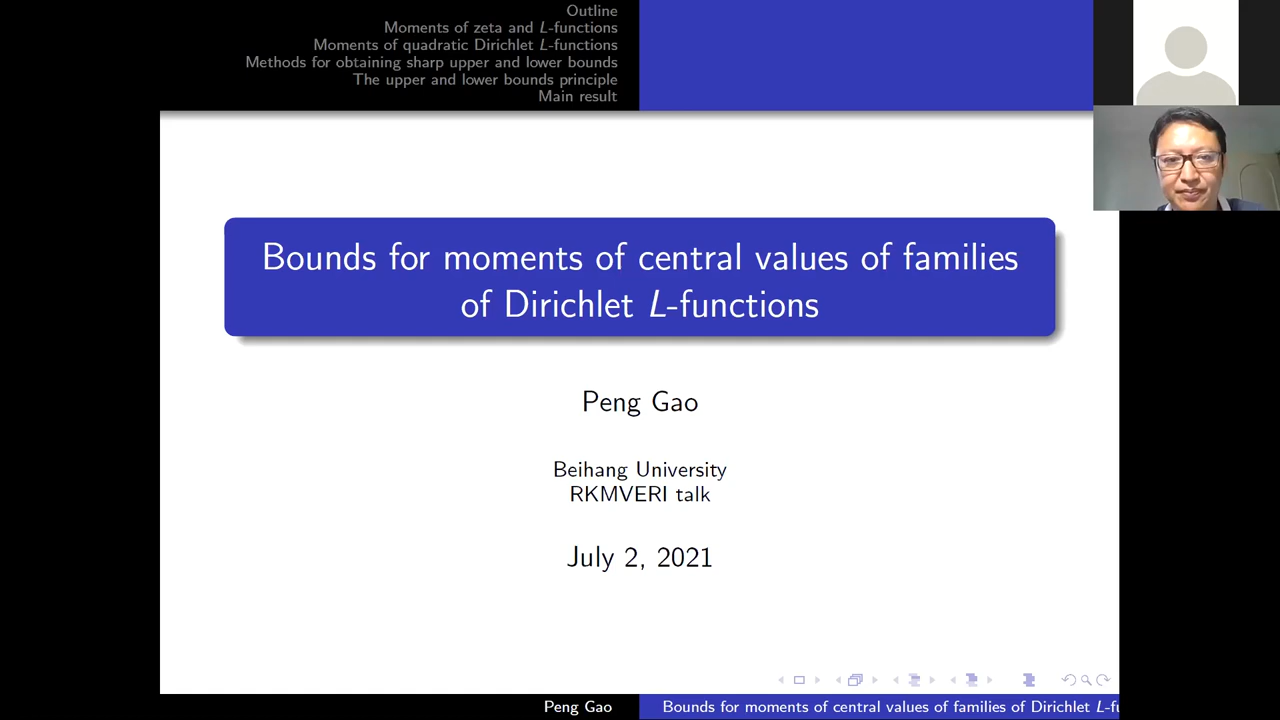 Outline
Moments of zeta and L-functions
Moments of quadratic Dirichlet L-functions
Methods for obtaining sharp upper and lower bounds
The upper and lower bounds principle
Main result
Bounds for moments of central values of families
of Dirichlet L-functions
Peng Gao
Beihang University
RKMVERI talk
July 2, 2021
Peng Gao
Bounds for moments of central values of families of Dirichlet L-fu